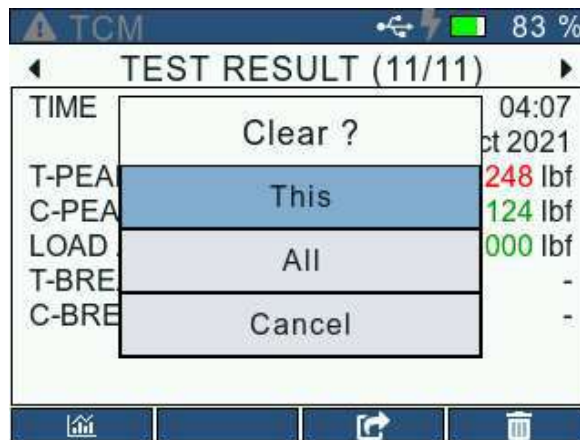 TCM 83 %
TEST RESULT (11/11)
TIME 04:07
ct 2021
Clear ?
T-PEA 248 lbf
This
C-PEA 124 lbf
LOAD 000 lbf
All
T-BRE -
C-BRE -
Cancel